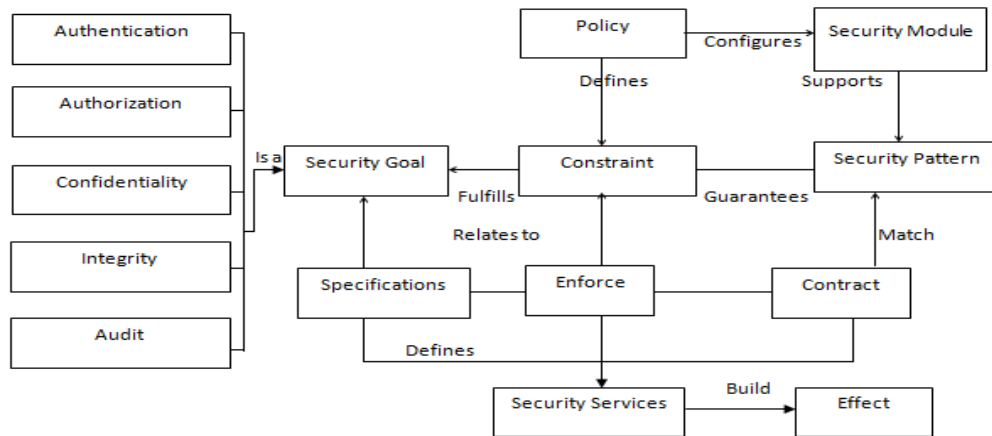 Authentication
Policy
Configures
Security Module
Defines
Supports
Authorization
Is a
Security Goal
Constraint
Security Pattern
Confidentiality
Fulfills
Guarantees
Relates to
Match
Integrity
Specifications
Enforce
Contract
Audit
Defines
Security Services
Build
Effect